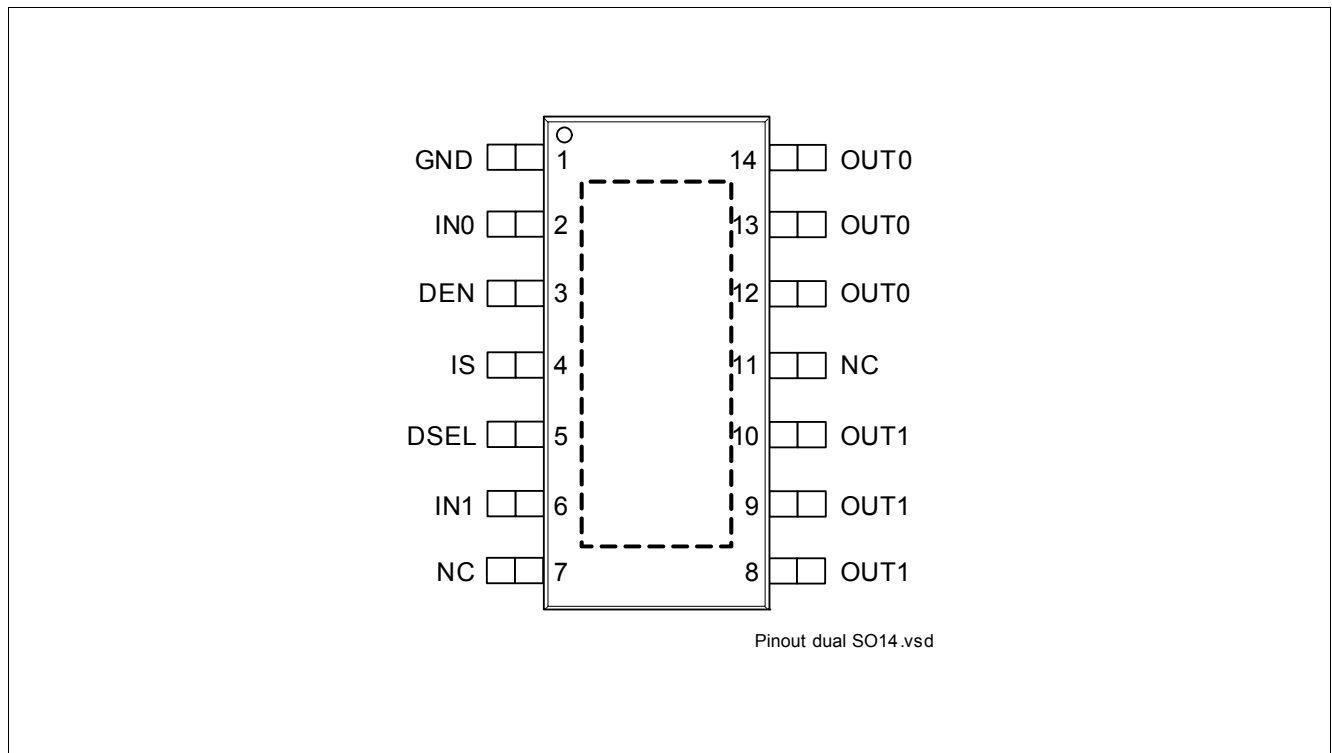 GND 1 14 OUT0
IN0 2 13 OUT0
DEN 3 12 OUT0
IS 4 11 NC
DSEL 5 10 OUT1
IN1 6 9 OUT1
NC 7 8 OUT1
Pinout dual SO14.vsd